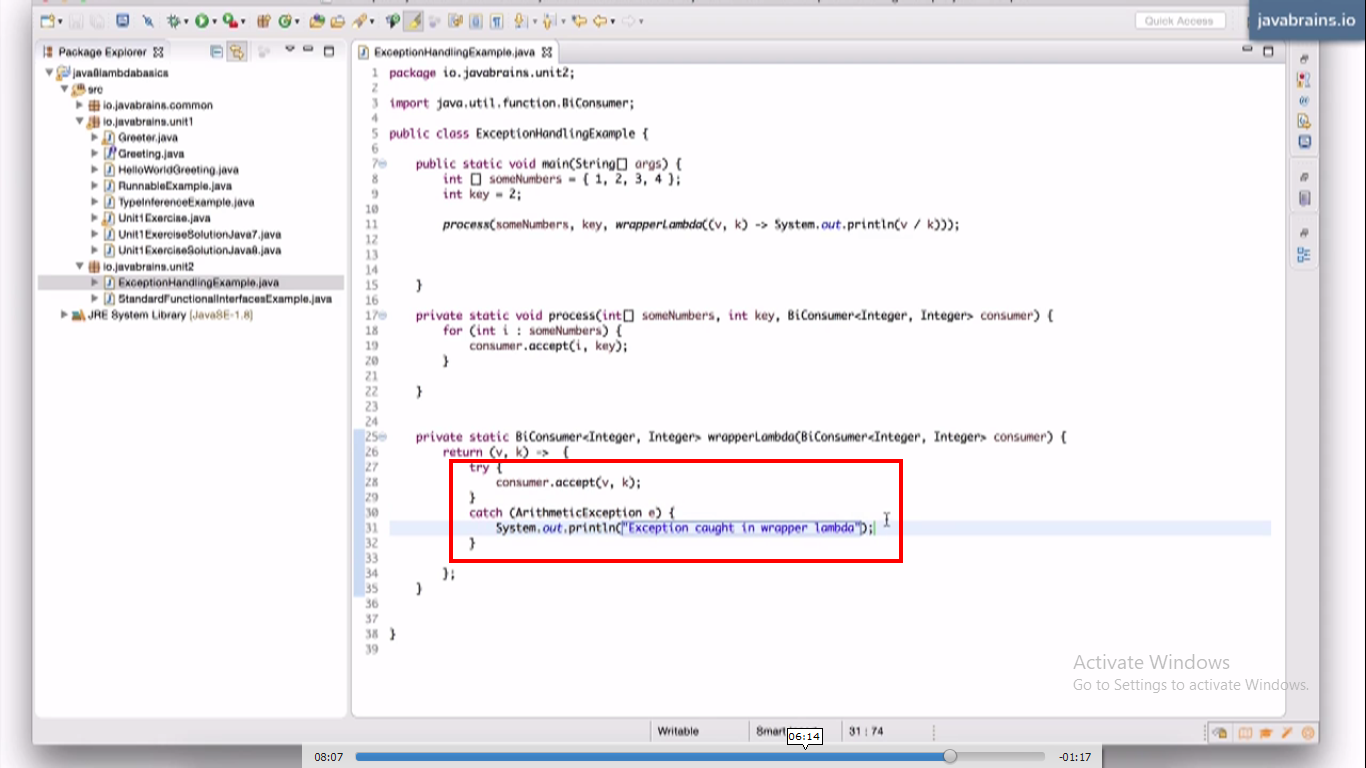 Quick Access
javabrains.io
Package Explorer
java8lambdabasics
src
io.javabrains.common
io.javabrains.unit1
Greeter.java
Greeting.java
HelloWorldGreeting.java
RunnableExample.java
TypeInferenceExample.java
Unit1Exercise.java
Unit1ExerciseSolutionJava7.java
Unit1ExerciseSolutionJava8.java
io.javabrains.unit2
ExceptionHandlingExample.java
StandardFunctionalInterfacesExample.java
JRE System Library [JavaSE-1.8]
ExceptionHandlingExample.java
1 package io.javabrains.unit2;
2
3 import java.util.function.BiConsumer;
4
5 public class ExceptionHandlingExample {
6
7 public static void main(String[] args) {
8 int [] someNumbers = { 1, 2, 3, 4 };
9 int key = 2;
10
11 process(someNumbers, key, wrapperLambda((v, k) -> System.out.println(v / k)));
12
13
14
15 }
16
17 private static void process(int[] someNumbers, int key, BiConsumer<Integer, Integer> consumer) {
18 for (int i : someNumbers) {
19 consumer.accept(i, key);
20 }
21
22 }
23
24
25 private static BiConsumer<Integer, Integer> wrapperLambda(BiConsumer<Integer, Integer> consumer) {
26 return (v, k) -> {
27 try {
28 consumer.accept(v, k);
29 }
30 catch (ArithmeticException e) {
31 System.out.println("Exception caught in wrapper lambda");
32 }
33
34 };
35 }
36
37
38 }
39
Activate Windows
Go to Settings to activate Windows.
Writable
Smart
31 : 74
06:14
08:07
-01:17